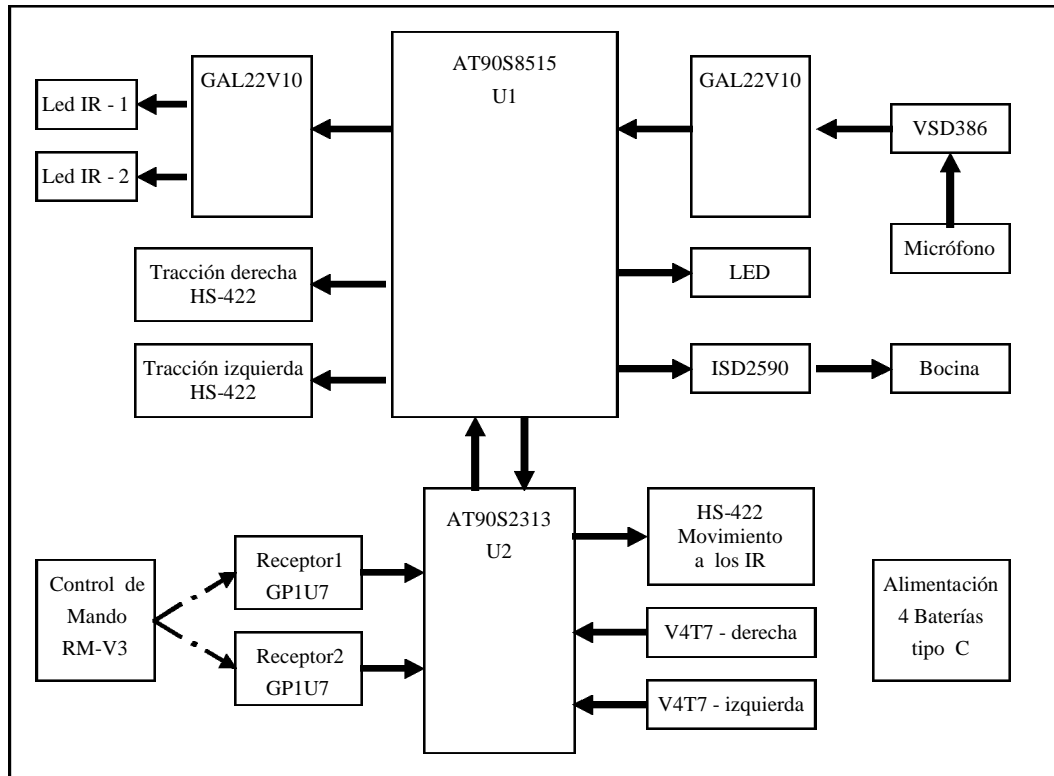 AT90S8515
U1
GAL22V10
GAL22V10
Led IR - 1
Led IR - 2
VSD386
Micrófono
Tracción derecha
HS-422
LED
Tracción izquierda
HS-422
ISD2590
Bocina
AT90S2313
U2
HS-422
Movimiento
a los IR
Control de
Mando
RM-V3
Receptor1
GP1U7
Receptor2
GP1U7
V4T7 - derecha
V4T7 - izquierda
Alimentación
4 Baterías
tipo C